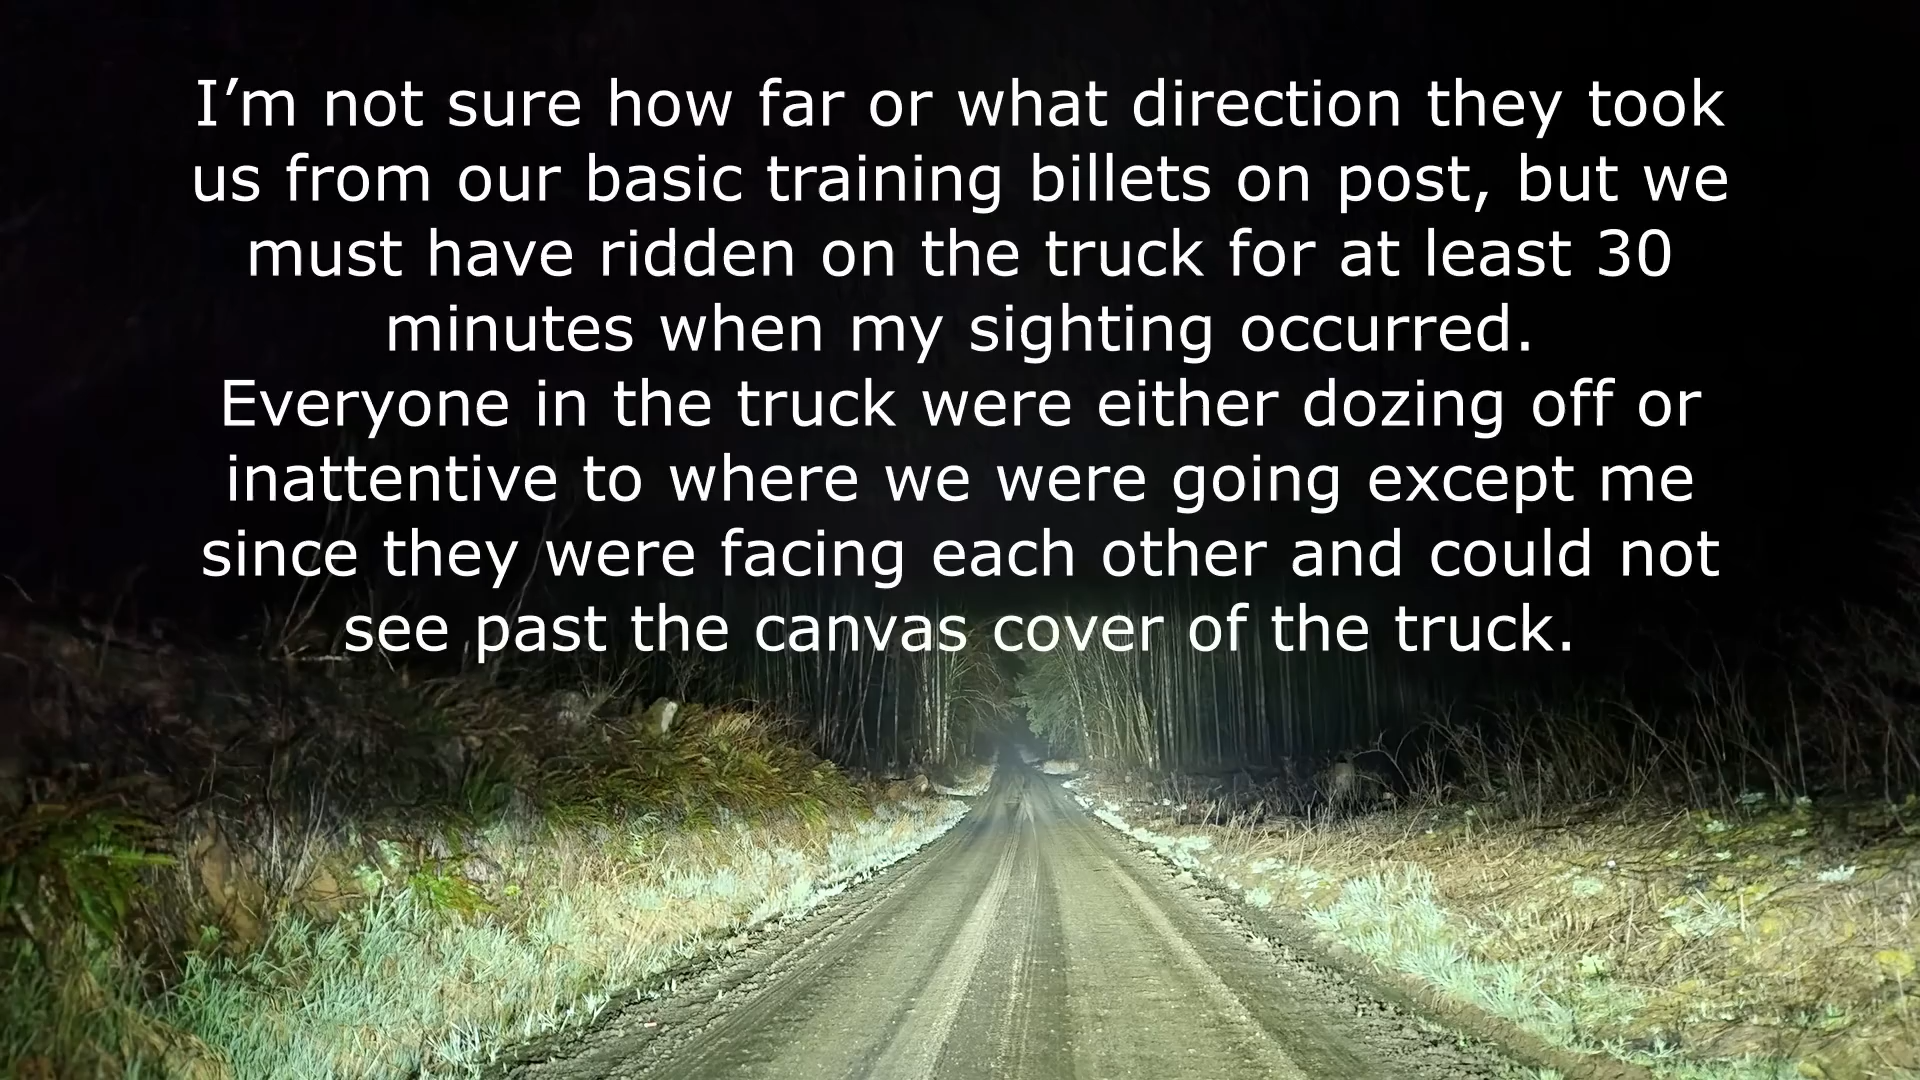 I’m not sure how far or what direction they took
us from our basic training billets on post, but we
must have ridden on the truck for at least 30
minutes when my sighting occurred.
Everyone in the truck were either dozing off or
inattentive to where we were going except me
since they were facing each other and could not
see past the canvas cover of the truck.